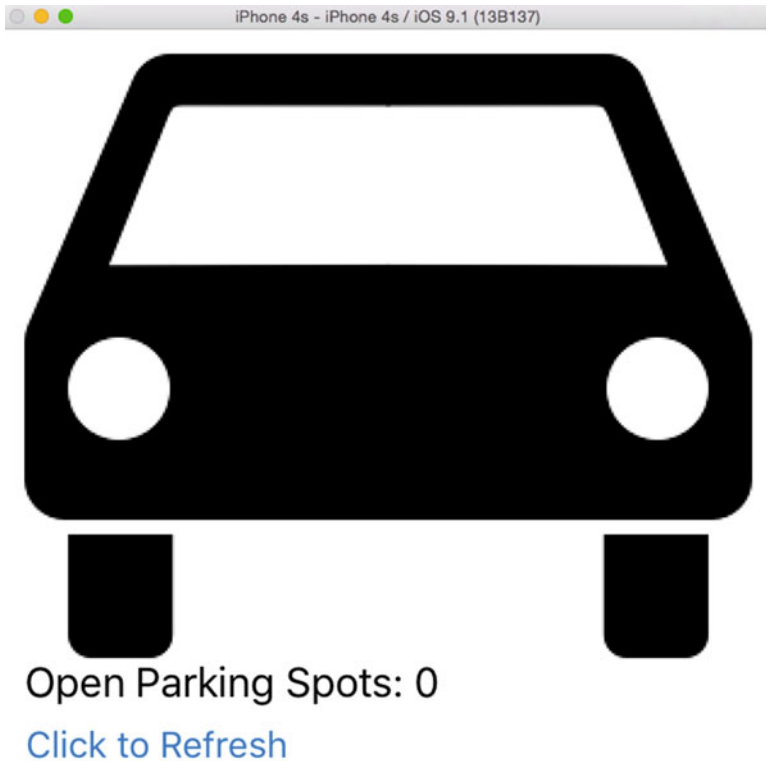 iPhone 4s - iPhone 4s / iOS 9.1 (13B137)
Open Parking Spots: 0
Click to Refresh